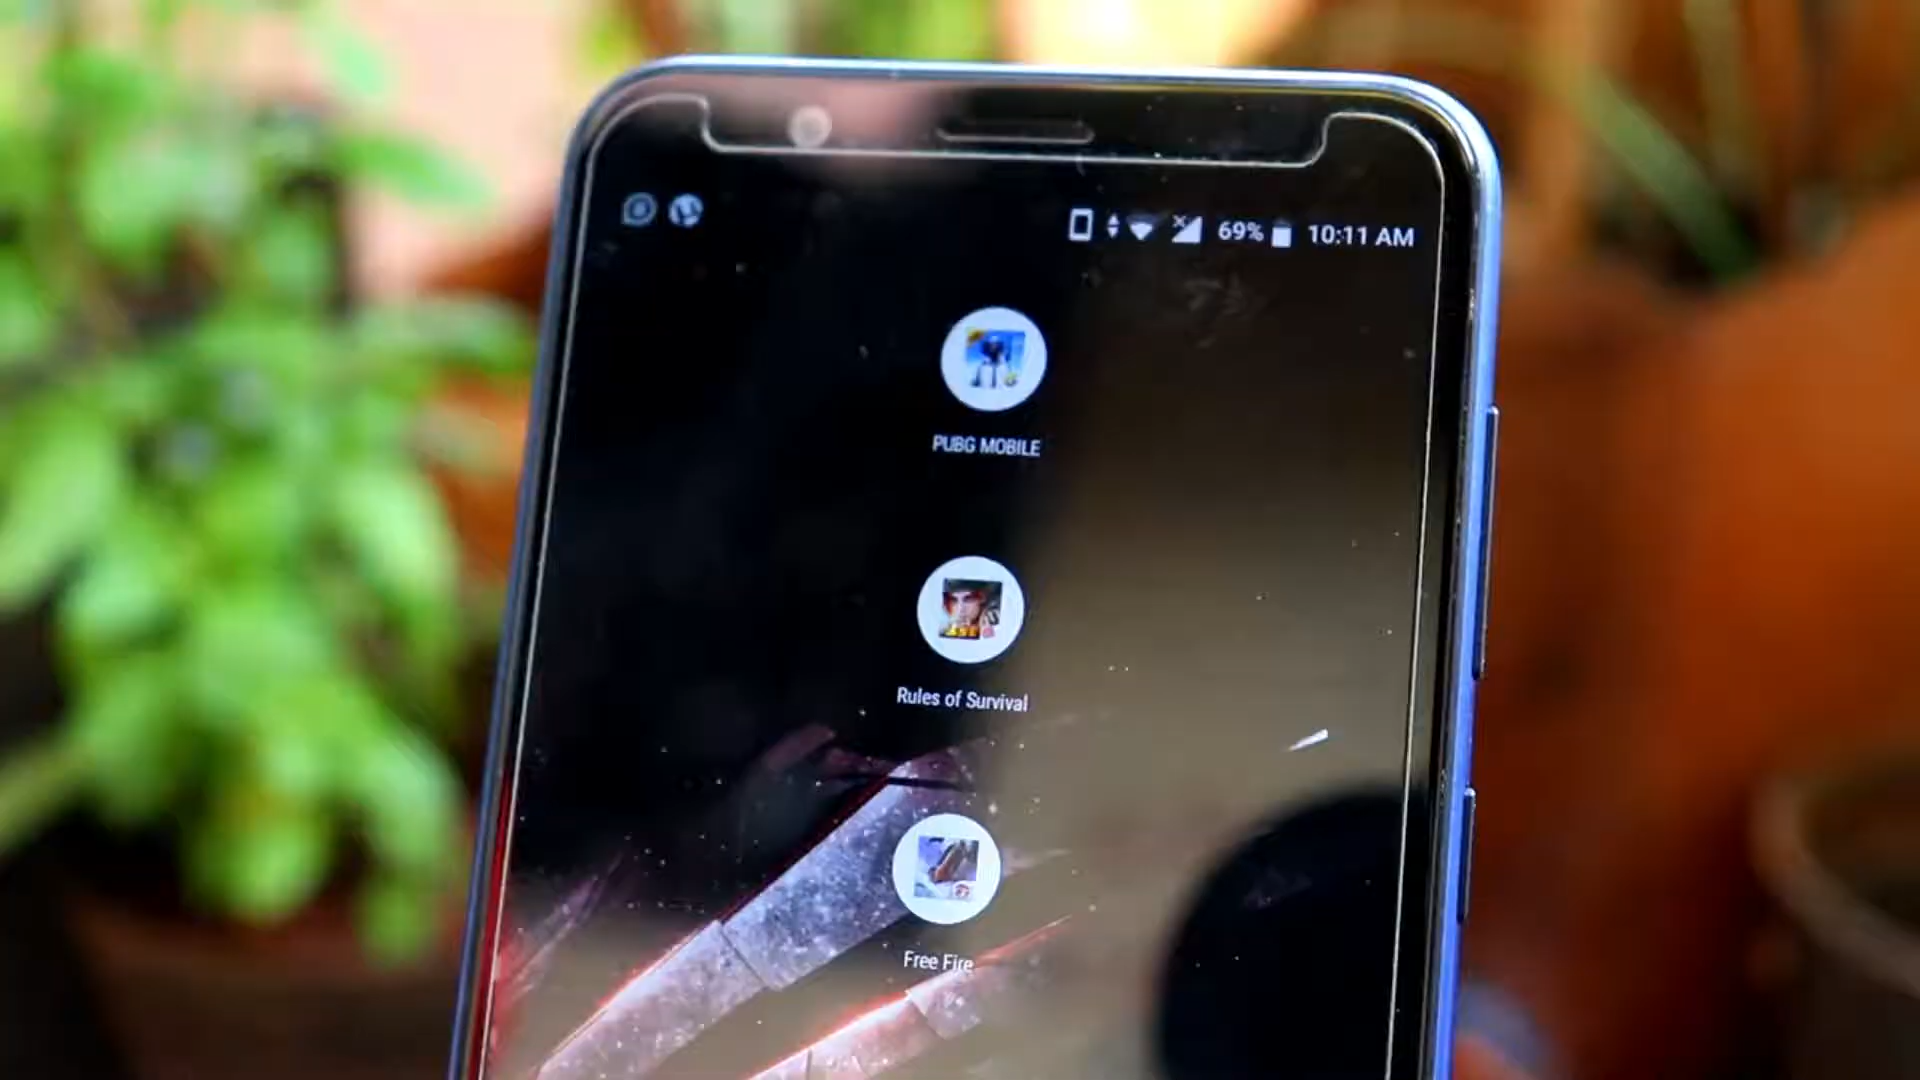 69% 10:11 AM
PUBG MOBILE
Rules of Survival
Free Fire